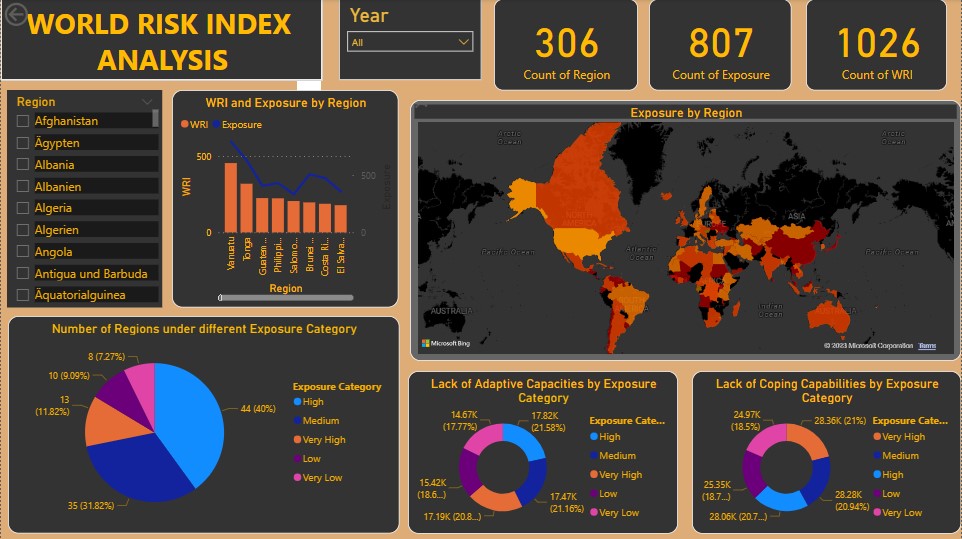 WORLD RISK INDEX
ANALYSIS
Year
All
306
Count of Region
807
Count of Exposure
1026
Count of WRI
Region
Afghanistan
Ägypten
Albania
Albanien
Algeria
Algerien
Angola
Antigua und Barbuda
Äquatorialguinea
WRI and Exposure by Region
WRI Exposure
500
0
WRI
500
0
Exposure
Vanuatu
Tonga
Guatem...
Philippi...
Salomo...
Brunei ...
Costa Ri...
El Salva...
Region
Exposure by Region
Arctic
Ocean
Arctic
Ocean
ASIA
Pacific Ocean
Atlantic
Ocean
Pacific Ocean
AUSTRALIA
Indian
Ocean
AUSTRALIA
Microsoft Bing
© 2023 Microsoft Corporation Terms
Number of Regions under different Exposure Category
8 (7.27%)
10 (9.09%)
13
(11.82%)
44 (40%)
35 (31.82%)
Exposure Category
High
Medium
Very High
Low
Very Low
Lack of Adaptive Capacities by Exposure
Category
14.67K
(17.77%)
17.82K
(21.58%)
15.42K
(18.6...)
17.47K
(21.16%)
17.19K (20.8...)
Exposure Cate...
High
Medium
Very High
Low
Very Low
Lack of Coping Capabilities by Exposure
Category
24.97K
(18.5%)
28.36K (21%)
25.35K
(18.7...)
28.28K
(20.94%)
28.06K (20.7...)
Exposure Cate...
Very High
Medium
High
Low
Very Low